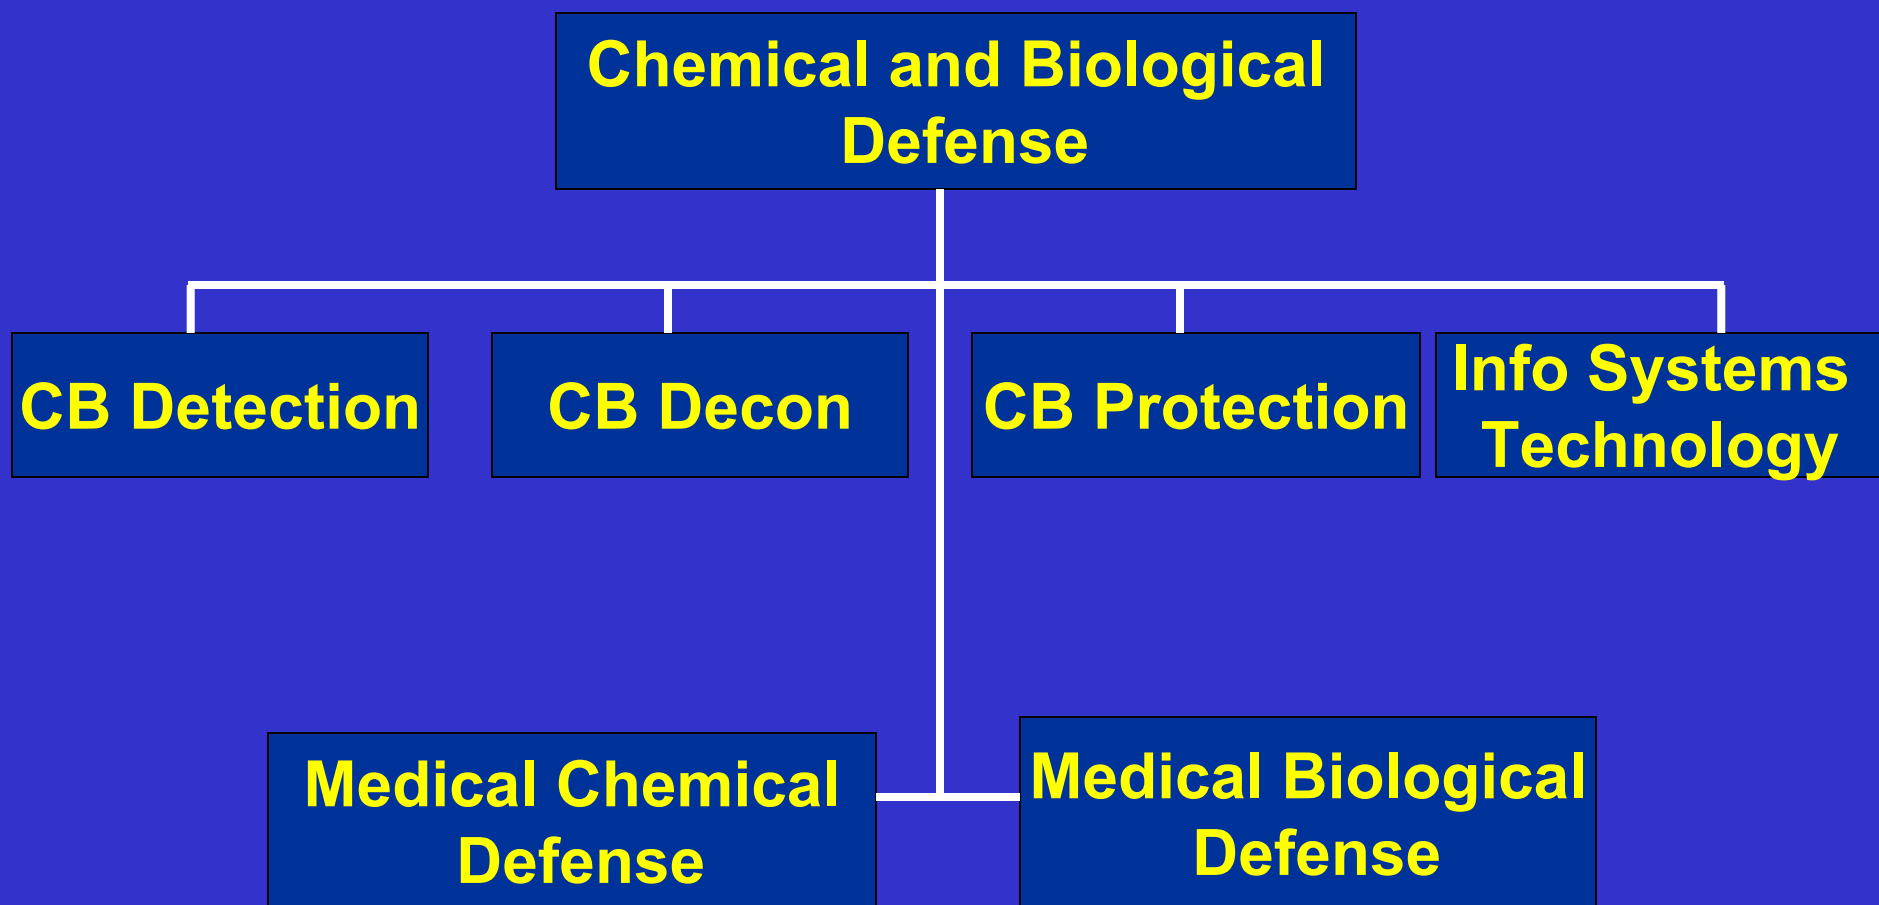 Chemical and Biological
Defense
CB Detection
CB Decon
CB Protection
Info Systems
Technology
Medical Chemical
Defense
Medical Biological
Defense